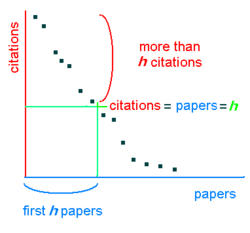 citations
more than
h citations
citations = papers = h
papers
first h papers